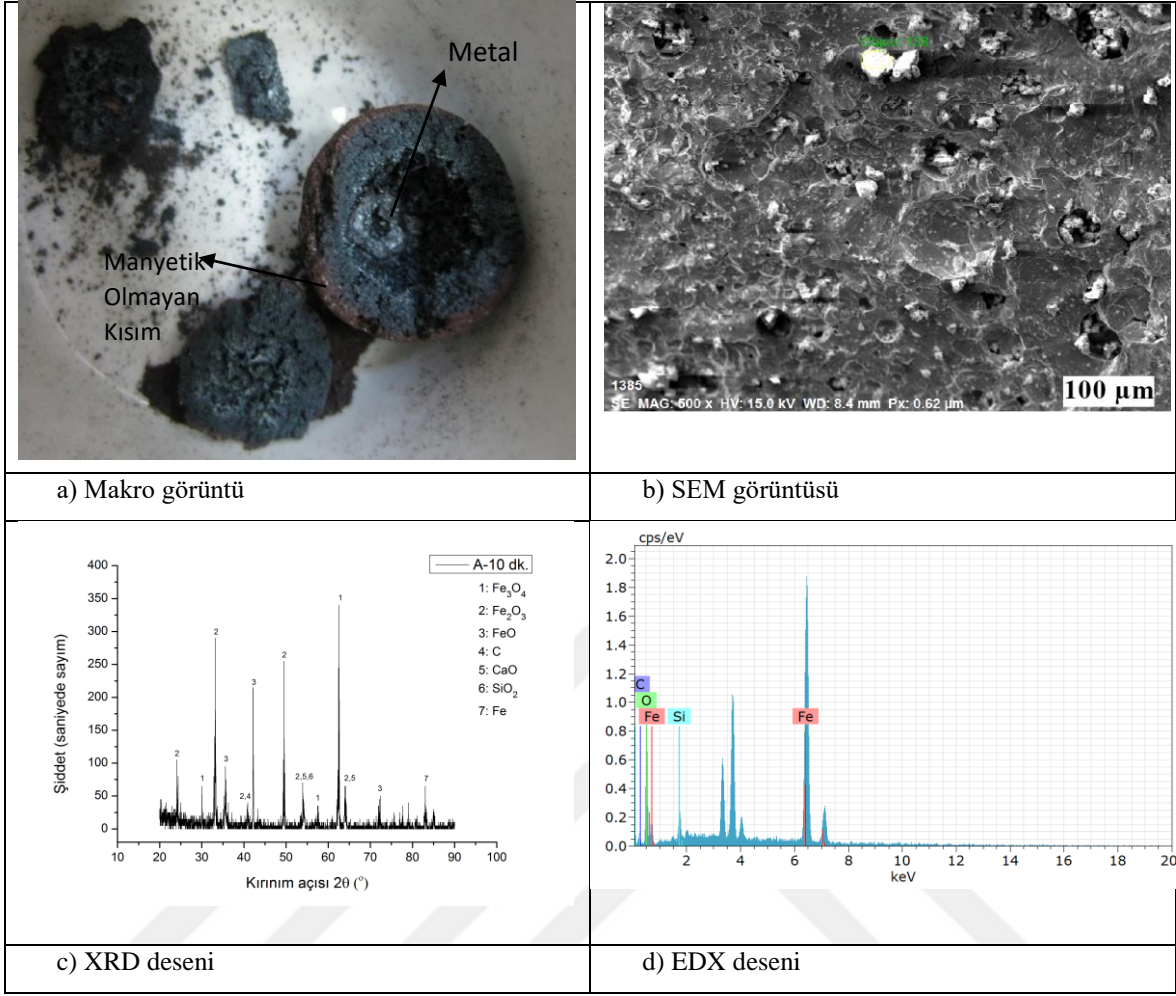 Metal
Manyetik
Olmayan
Kısım
1385
SE MAG: 500 x HV: 15.0 kV WD: 8.4 mm Px: 0.62 µm
100 µm
a) Makro görüntü
b) SEM görüntüsü
400
350
300
250
200
150
100
50
0
Şiddet (saniyede sayım)
A-10 dk.
1: Fe₃O₄
2: Fe₂O₃
3: FeO
4: C
5: CaO
6: SiO₂
7: Fe
2
1
2
3
2,4
3
2
2,5,6
1
1
2,5
3
7
10 20 30 40 50 60 70 80 90 100
Kırınım açısı 2θ (°)
cps/eV
2.0
1.8
1.6
1.4
1.2
1.0
0.8
0.6
0.4
0.2
0.0
C
O
Fe Si Fe
2 4 6 8 10 12 14 16 18 20
keV
c) XRD deseni
d) EDX deseni